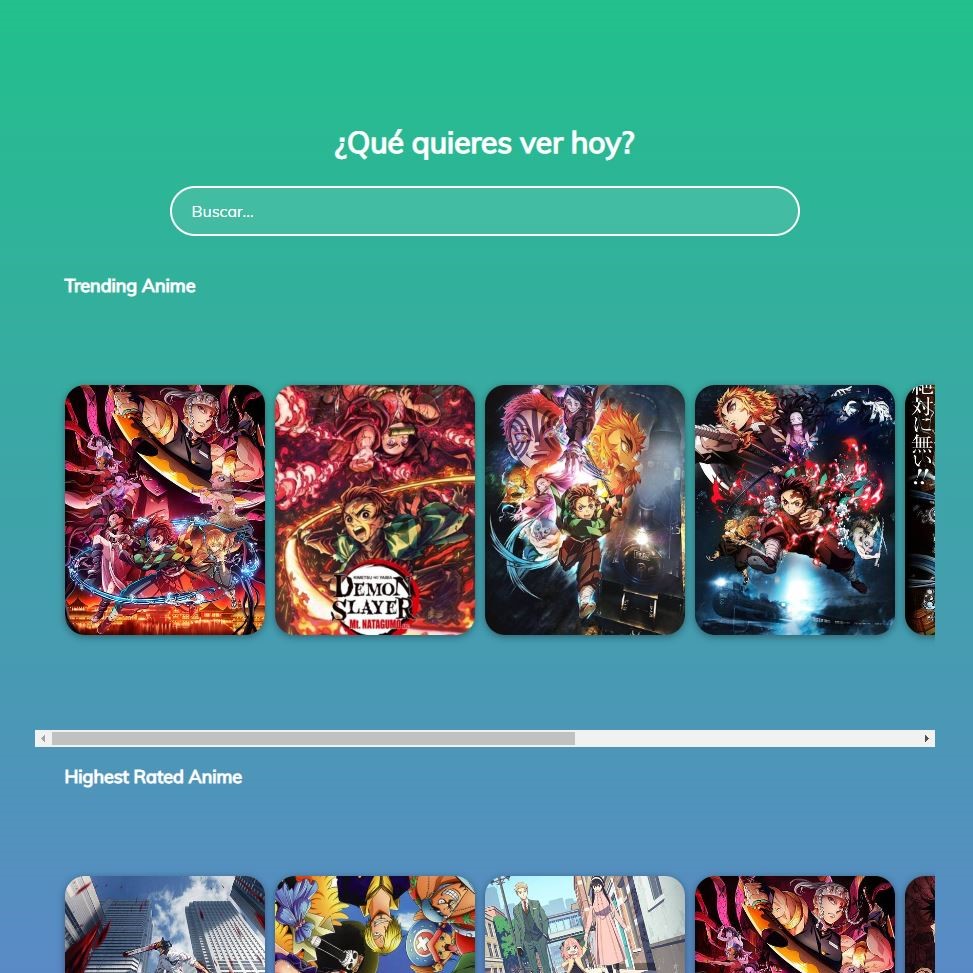 ¿Qué quieres ver hoy?
Buscar...
Trending Anime
絶対に無い!!
KIMETSU NO YAIBA
DEMON
SLAYER
Mt. NATAGUMO
Highest Rated Anime